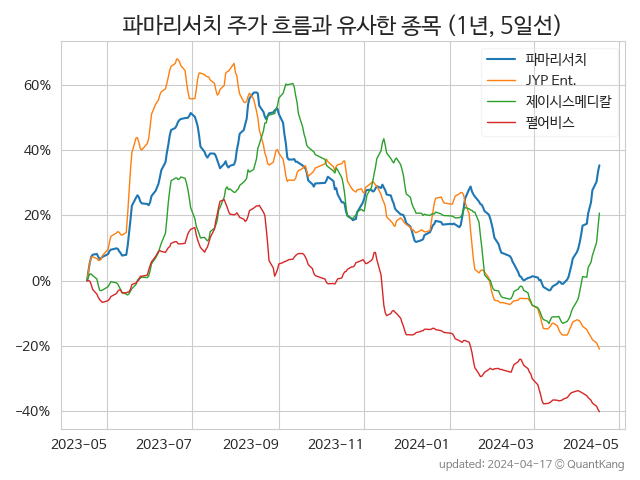 파마리서치 주가 흐름과 유사한 종목 (1년, 5일선)
파마리서치
JYP Ent.
제이시스메디칼
펄어비스
60%
40%
20%
0%
−20%
−40%
2023-05 2023-07 2023-09 2023-11 2024-01 2024-03 2024-05
updated: 2024-04-17 © QuantKang